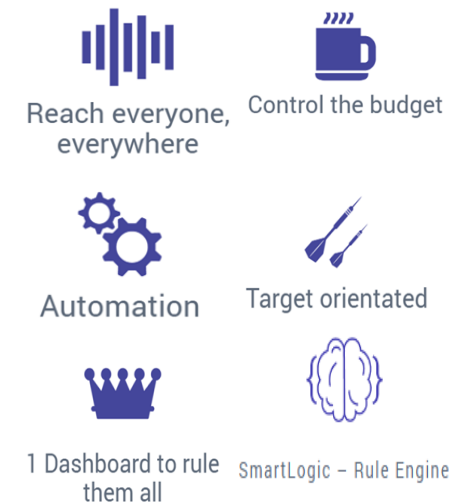 Reach everyone,
everywhere
Control the budget
Automation
Target orientated
1 Dashboard to rule
them all
SmartLogic – Rule Engine